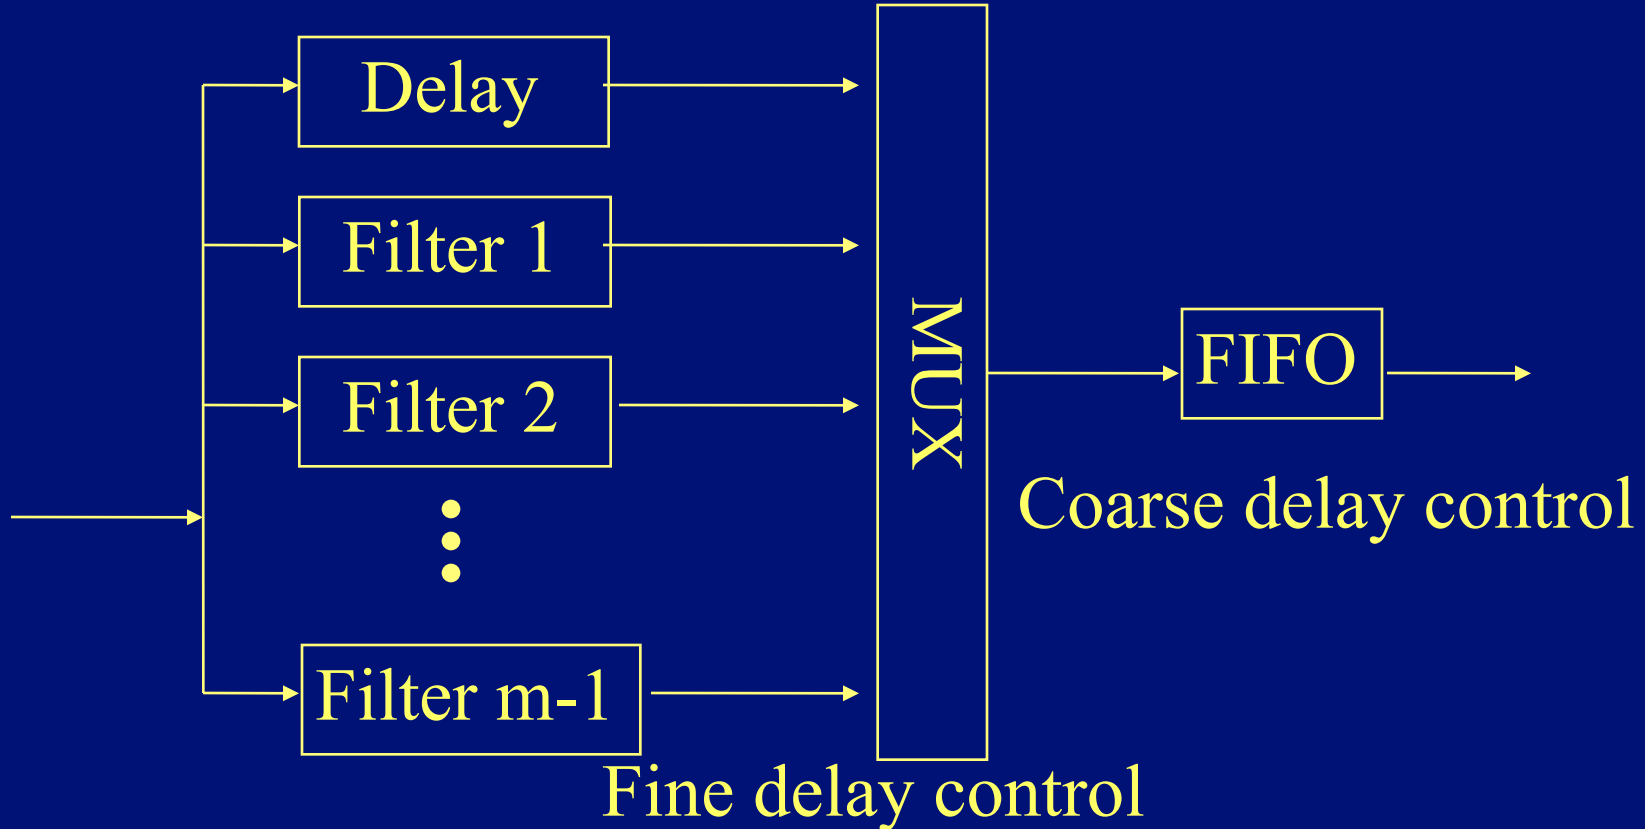 Delay
Filter 1
Filter 2
Filter m-1
MUX
FIFO
Coarse delay control
Fine delay control